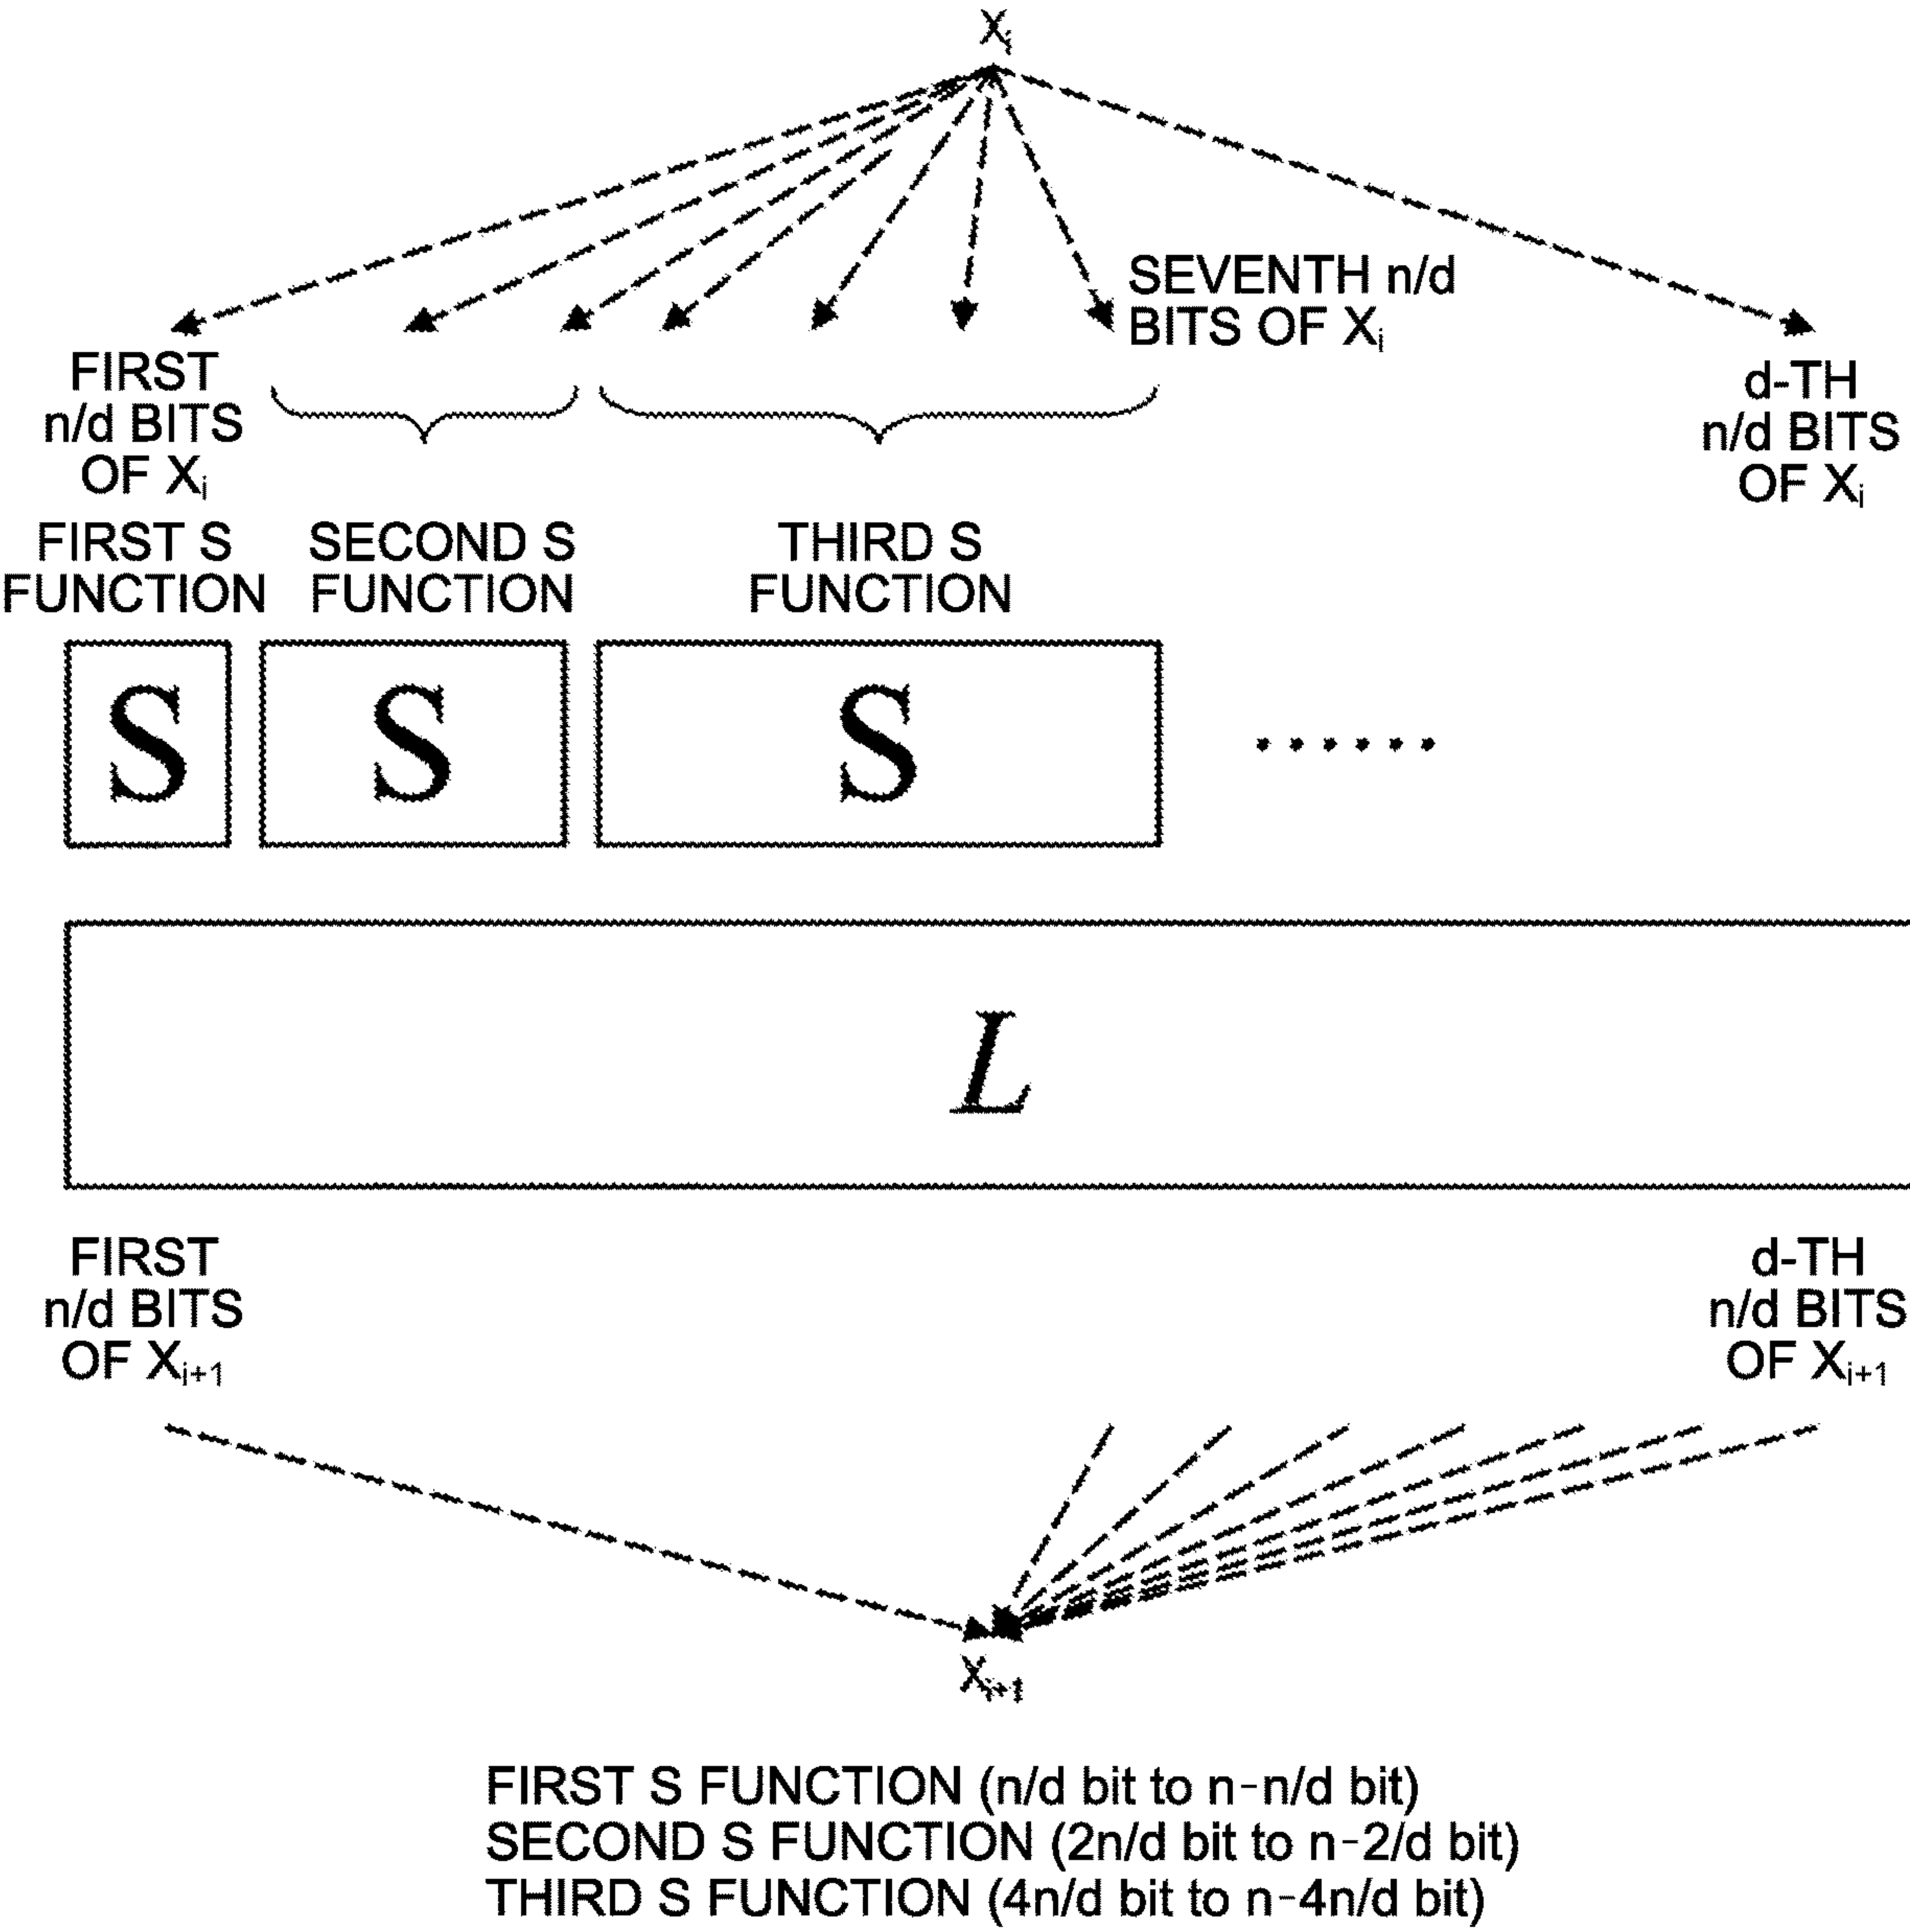 Xi
SEVENTH n/d
BITS OF Xi
FIRST
n/d BITS
OF Xi
d-TH
n/d BITS
OF Xi
FIRST S
FUNCTION
SECOND S
FUNCTION
THIRD S
FUNCTION
S
S
S
......
L
FIRST
n/d BITS
OF Xi+1
d-TH
n/d BITS
OF Xi+1
Xi+1
FIRST S FUNCTION (n/d bit to n-n/d bit)
SECOND S FUNCTION (2n/d bit to n-2/d bit)
THIRD S FUNCTION (4n/d bit to n-4n/d bit)